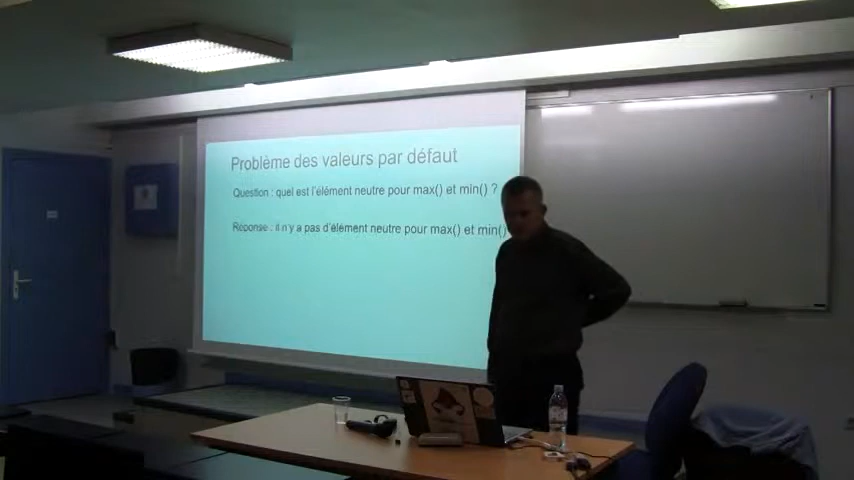 Problème des valeurs par défaut
Question : quel est l'élément neutre pour max() et min() ?
Réponse : il n'y a pas d'élément neutre pour max() et min()